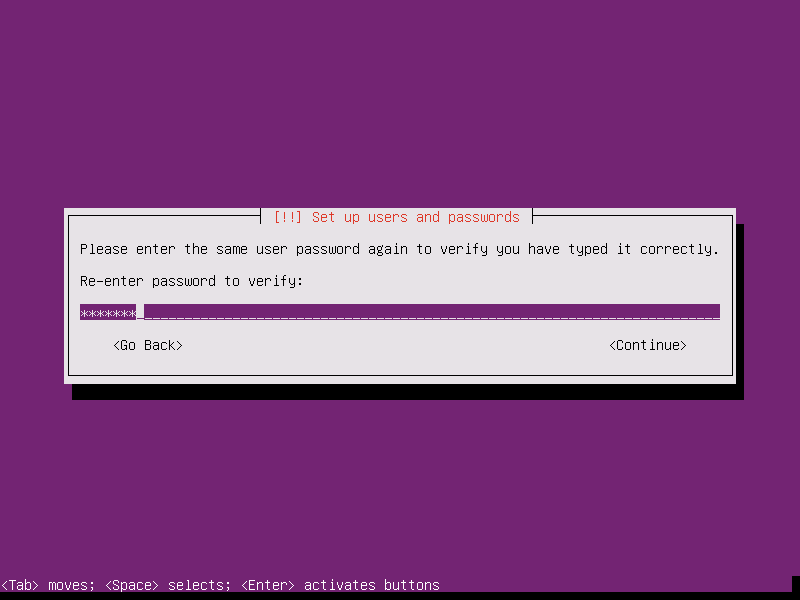 [!!] Set up users and passwords
Please enter the same user password again to verify you have typed it correctly.
Re-enter password to verify:
*******
<Go Back> <Continue>
<Tab> moves; <Space> selects; <Enter> activates buttons